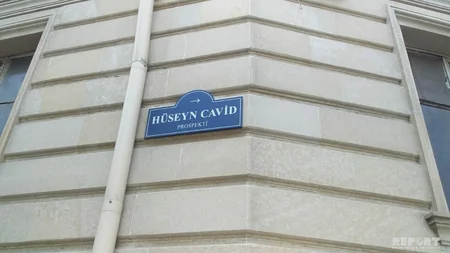 →
HÜSEYN CAVİD
PROSPEKTİ
REPORT